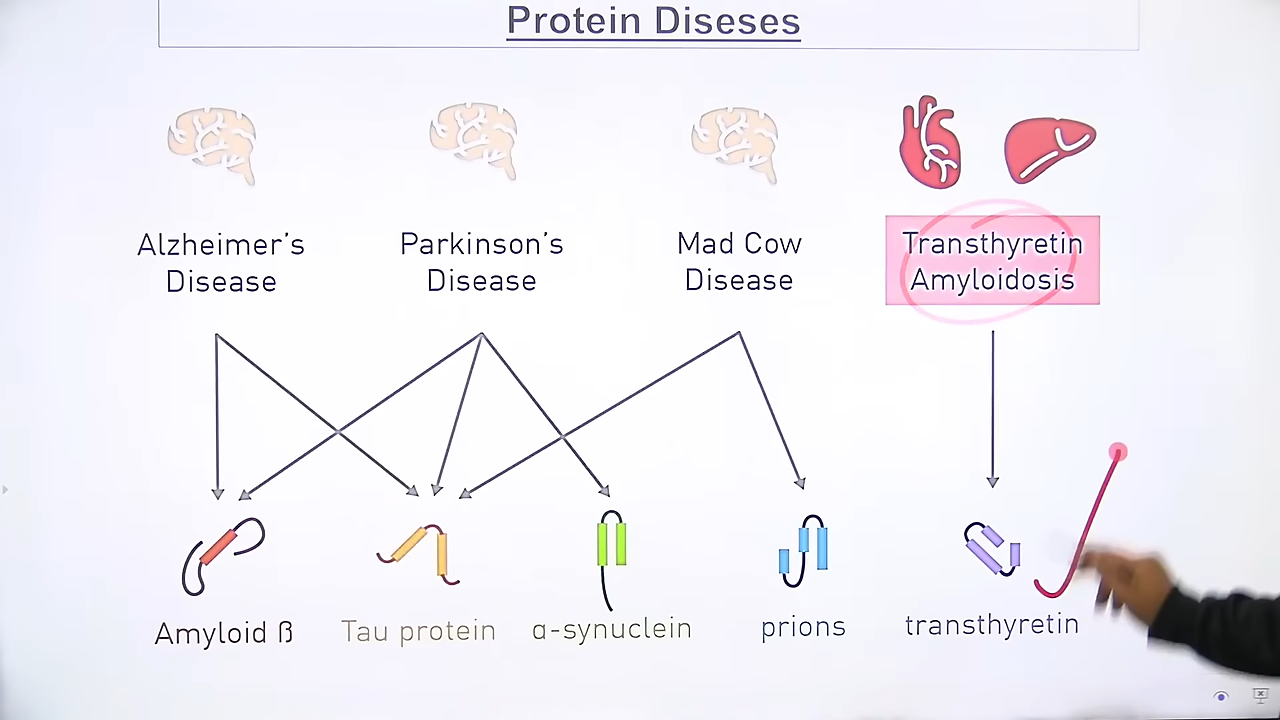 Protein Diseses
Alzheimer's
Disease
Parkinson's
Disease
Mad Cow
Disease
Transthyretin
Amyloidosis
Amyloid ß
Tau protein
α-synuclein
prions
transthyretin